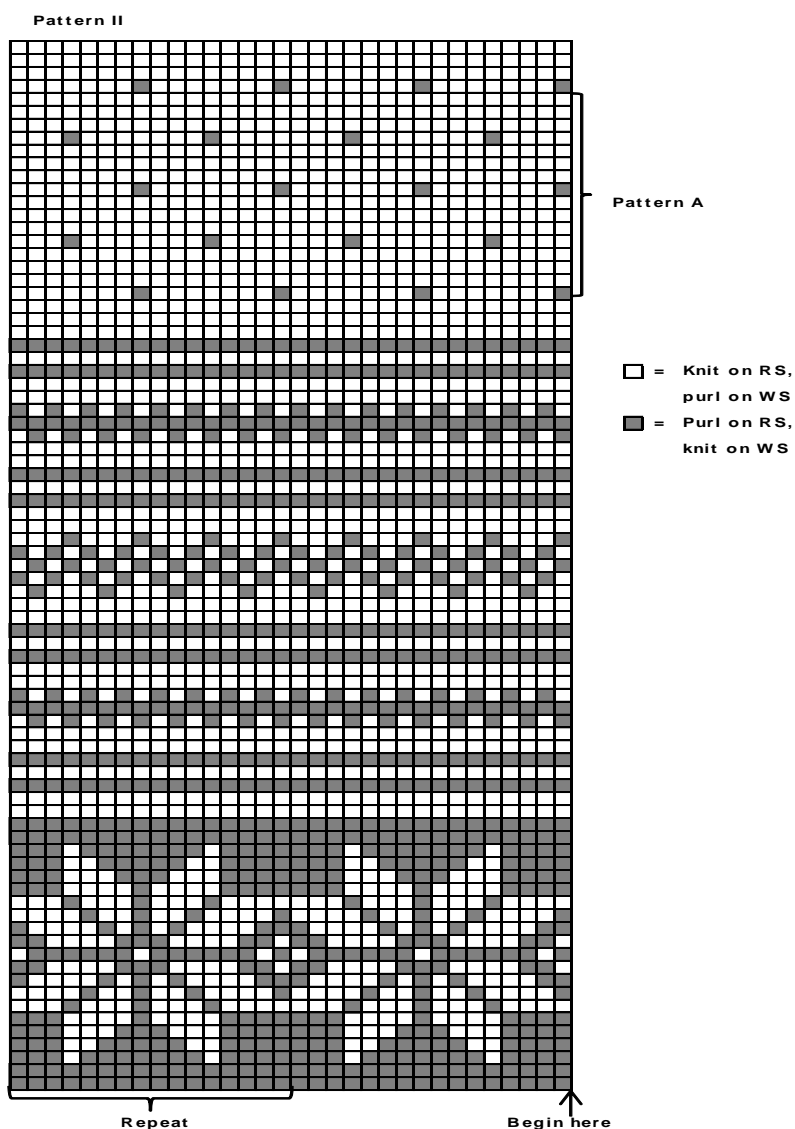 Pattern II
Pattern A
= Knit on RS,
purl on WS
= Purl on RS,
knit on WS
Repeat
Begin here